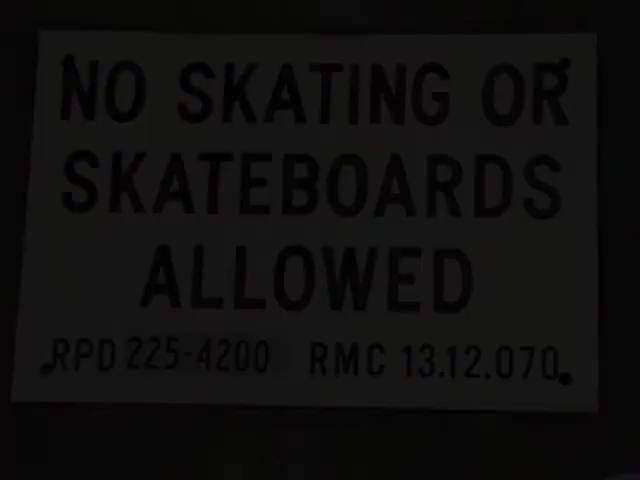 NO SKATING OR
SKATEBOARDS
ALLOWED
RPD 225-4200 RMC 13.12.070